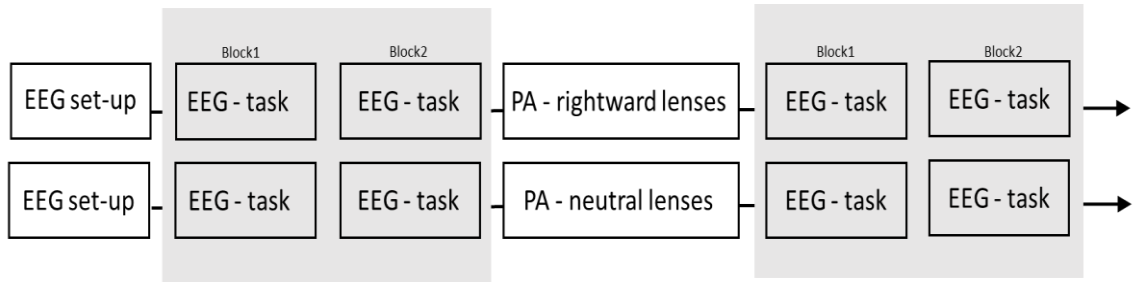 Block1 Block2 Block1 Block2
EEG set-up EEG - task EEG - task PA - rightward lenses EEG - task EEG - task
EEG set-up EEG - task EEG - task PA - neutral lenses EEG - task EEG - task